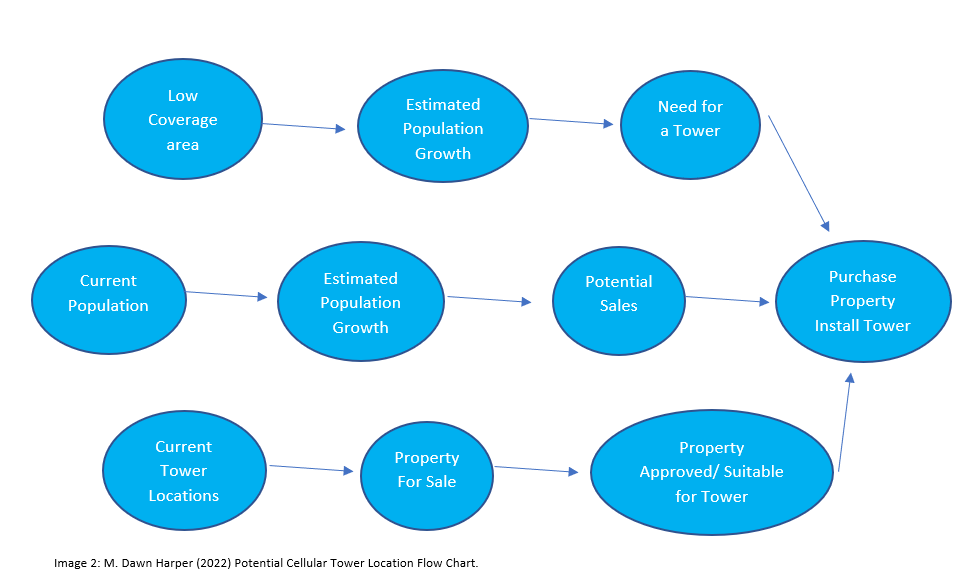 Low
Coverage
area
Estimated
Population
Growth
Need for
a Tower
Current
Population
Estimated
Population
Growth
Potential
Sales
Purchase
Property
Install Tower
Current
Tower
Locations
Property
For Sale
Property
Approved/ Suitable
for Tower
Image 2: M. Dawn Harper (2022) Potential Cellular Tower Location Flow Chart.